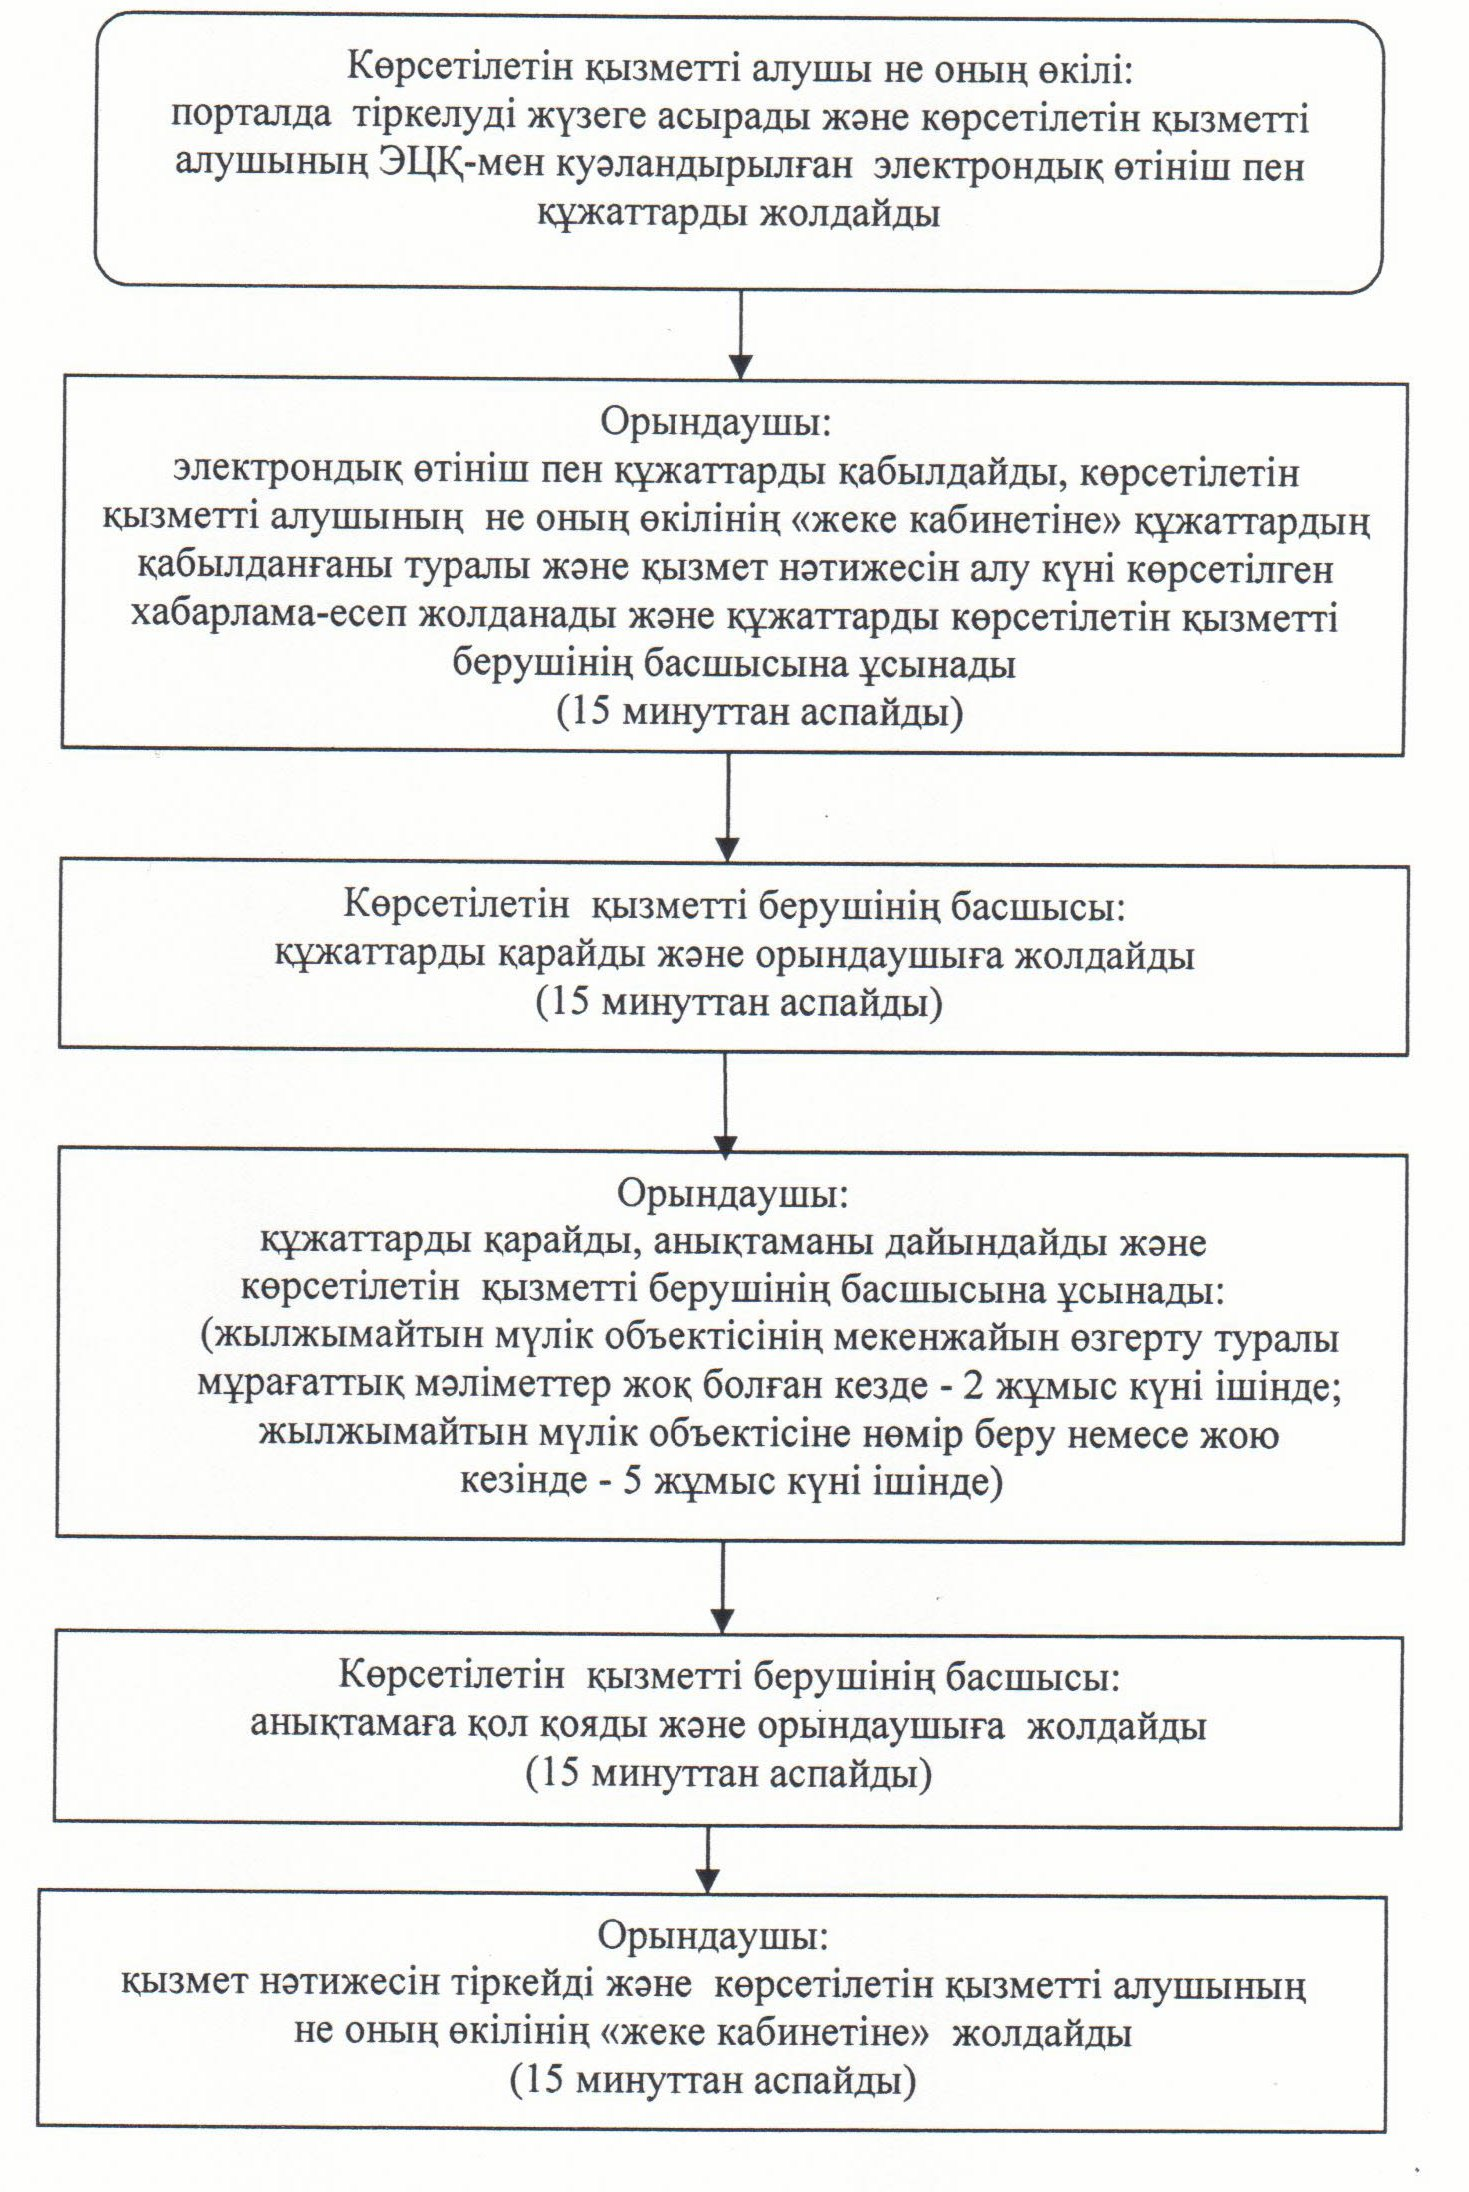 Көрсетілетін қызметті алушы не оның өкілі:
порталда тіркелуді жүзеге асырады және көрсетілетін қызметті
алушының ЭЦҚ-мен куәландырылған электрондық өтініш пен
құжаттарды жолдайды
Орындаушы:
электрондық өтініш пен құжаттарды қабылдайды, көрсетілетін
қызметті алушының не оның өкілінің «жеке кабинетіне» құжаттардың
қабылданғаны туралы және қызмет нәтижесін алу күні көрсетілген
хабарлама-есеп жолданады және құжаттарды көрсетілетін қызметті
берушінің басшысына ұсынады
(15 минуттан аспайды)
Көрсетілетін қызметті берушінің басшысы:
құжаттарды қарайды және орындаушыға жолдайды
(15 минуттан аспайды)
Орындаушы:
құжаттарды қарайды, анықтаманы дайындайды және
көрсетілетін қызметті берушінің басшысына ұсынады:
(жылжымайтын мүлік объектісінің мекенжайын өзгерту туралы
мұрағаттық мәліметтер жоқ болған кезде - 2 жұмыс күні ішінде;
жылжымайтын мүлік объектісіне нөмір беру немесе жою
кезінде - 5 жұмыс күні ішінде)
Көрсетілетін қызметті берушінің басшысы:
анықтамаға қол қояды және орындаушыға жолдайды
(15 минуттан аспайды)
Орындаушы:
қызмет нәтижесін тіркейді және көрсетілетін қызметті алушының
не оның өкілінің «жеке кабинетіне» жолдайды
(15 минуттан аспайды)